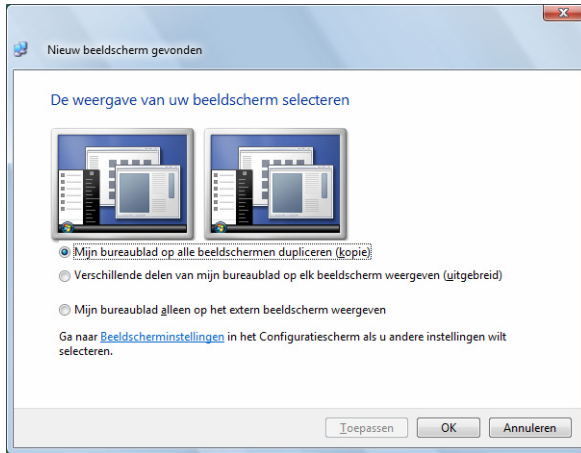 Nieuw beeldscherm gevonden
De weergave van uw beeldscherm selecteren
Mijn bureaublad op alle beeldschermen dupliceren (kopie)
Verschillende delen van mijn bureaublad op elk beeldscherm weergeven (uitgebreid)
Mijn bureaublad alleen op het extern beeldscherm weergeven
Ga naar Beeldscherminstellingen in het Configuratiescherm als u andere instellingen wilt
selecteren.
Toepassen OK Annuleren